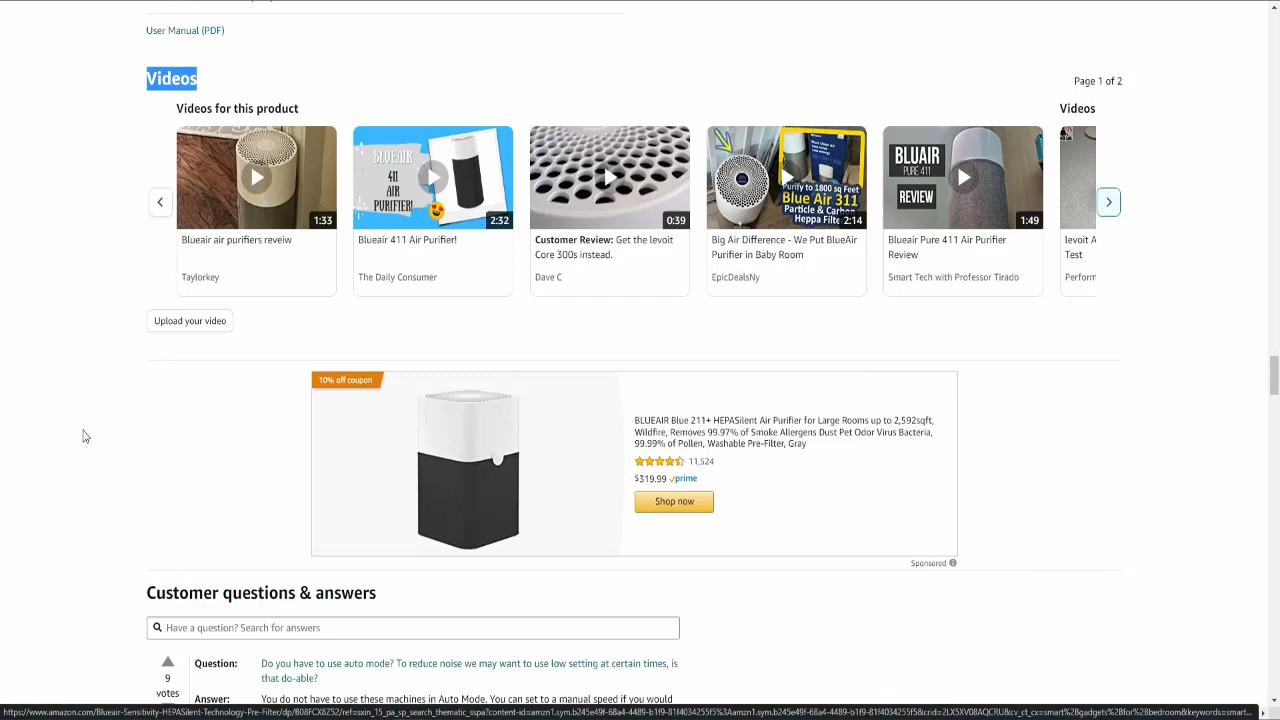 User Manual (PDF)
Videos
Page 1 of 2
Videos for this product
Videos
1:33
BLUEAIR
411
AIR
PURIFIER!
2:32
0:39
Purify to 1800 sq Feet
Blue Air 311
Particle & Carbon
Heppa Filte
2:14
BLUAIR
PURE 411
REVIEW
1:49
Blueair air purifiers reveiw
Taylorkey
Blueair 411 Air Purifier!
The Daily Consumer
Customer Review: Get the levoit
Core 300s instead.
Dave C
Big Air Difference - We Put BlueAir
Purifier in Baby Room
EpicDealsNy
Blueair Pure 411 Air Purifier
Review
Smart Tech with Professor Tirado
levoit A
Test
Perform
Upload your video
10% off coupon
BLUEAIR Blue 211+ HEPASilent Air Purifier for Large Rooms up to 2,592sqft,
Wildfire, Removes 99.97% of Smoke Allergens Dust Pet Odor Virus Bacteria,
99.99% of Pollen, Washable Pre-Filter, Gray
11,524
$319.99 prime
Shop now
Sponsored
Customer questions & answers
Have a question? Search for answers
9
votes
Question:
Do you have to use auto mode? To reduce noise we may want to use low setting at certain times, is
that do-able?
Answer:
You do not have to use these machines in Auto Mode. You can set to a manual speed if you would